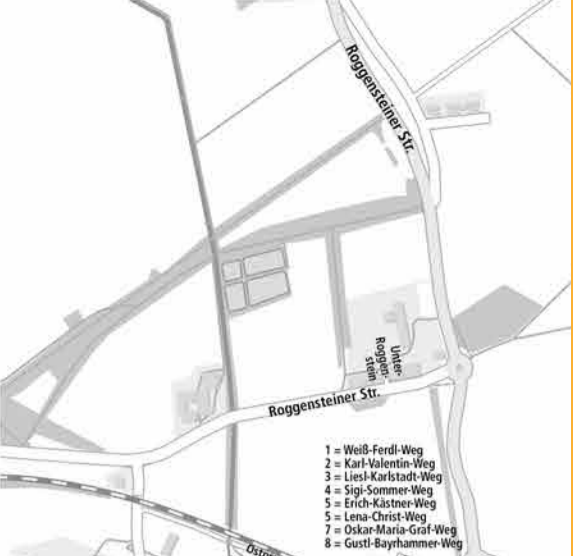 Roggensteiner Str.
Unter-
Roggen-
stein
Roggensteiner Str.
1 = Weiß-Ferdl-Weg
2 = Karl-Valentin-Weg
3 = Liesl-Karlstadt-Weg
4 = Sigi-Sommer-Weg
5 = Erich-Kästner-Weg
5 = Lena-Christ-Weg
7 = Oskar-Maria-Graf-Weg
8 = Gustl-Bayrhammer-Weg